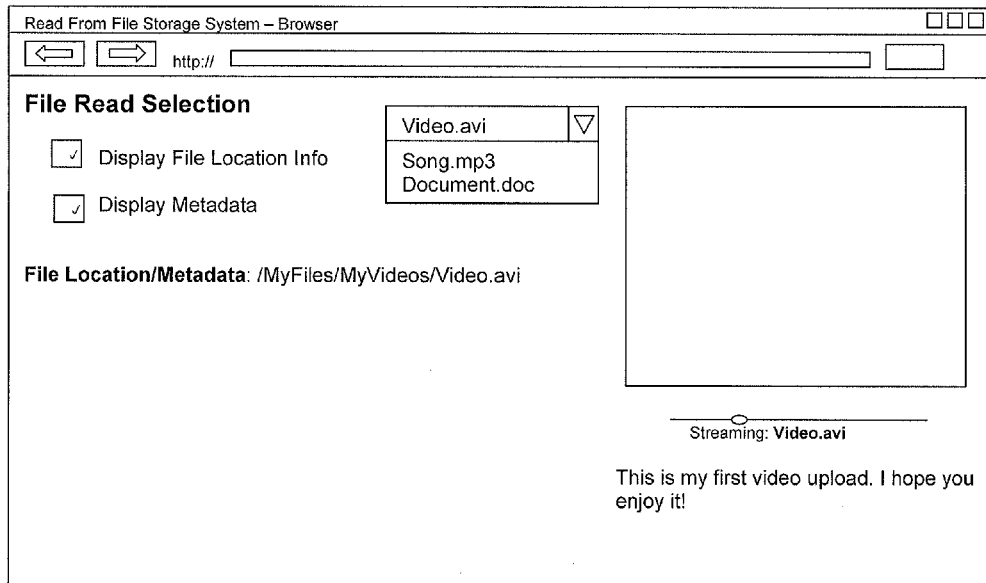 Read From File Storage System – Browser
http://
File Read Selection
Display File Location Info
Display Metadata
Video.avi
Song.mp3
Document.doc
File Location/Metadata: /MyFiles/MyVideos/Video.avi
Streaming: Video.avi
This is my first video upload. I hope you
enjoy it!